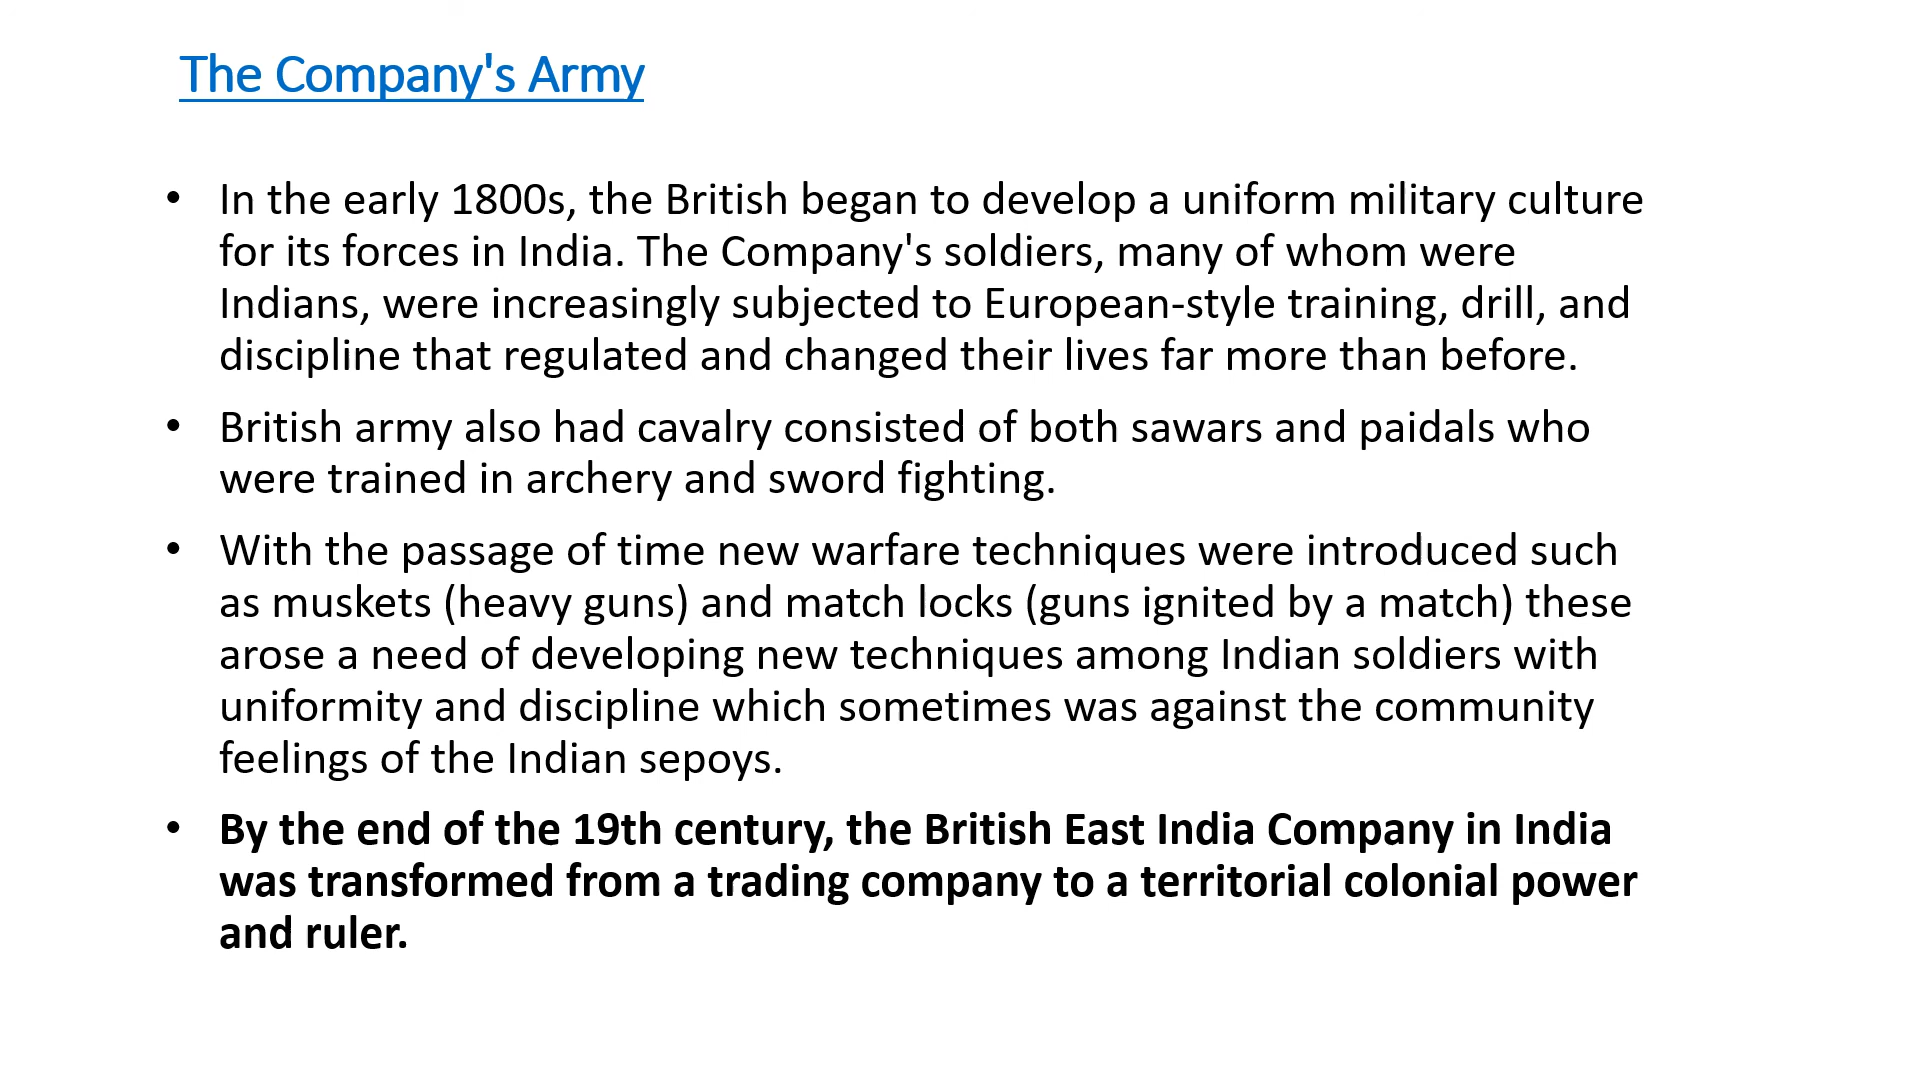 The Company's Army
• In the early 1800s, the British began to develop a uniform military culture
for its forces in India. The Company's soldiers, many of whom were
Indians, were increasingly subjected to European-style training, drill, and
discipline that regulated and changed their lives far more than before.
• British army also had cavalry consisted of both sawars and paidals who
were trained in archery and sword fighting.
• With the passage of time new warfare techniques were introduced such
as muskets (heavy guns) and match locks (guns ignited by a match) these
arose a need of developing new techniques among Indian soldiers with
uniformity and discipline which sometimes was against the community
feelings of the Indian sepoys.
• By the end of the 19th century, the British East India Company in India
was transformed from a trading company to a territorial colonial power
and ruler.